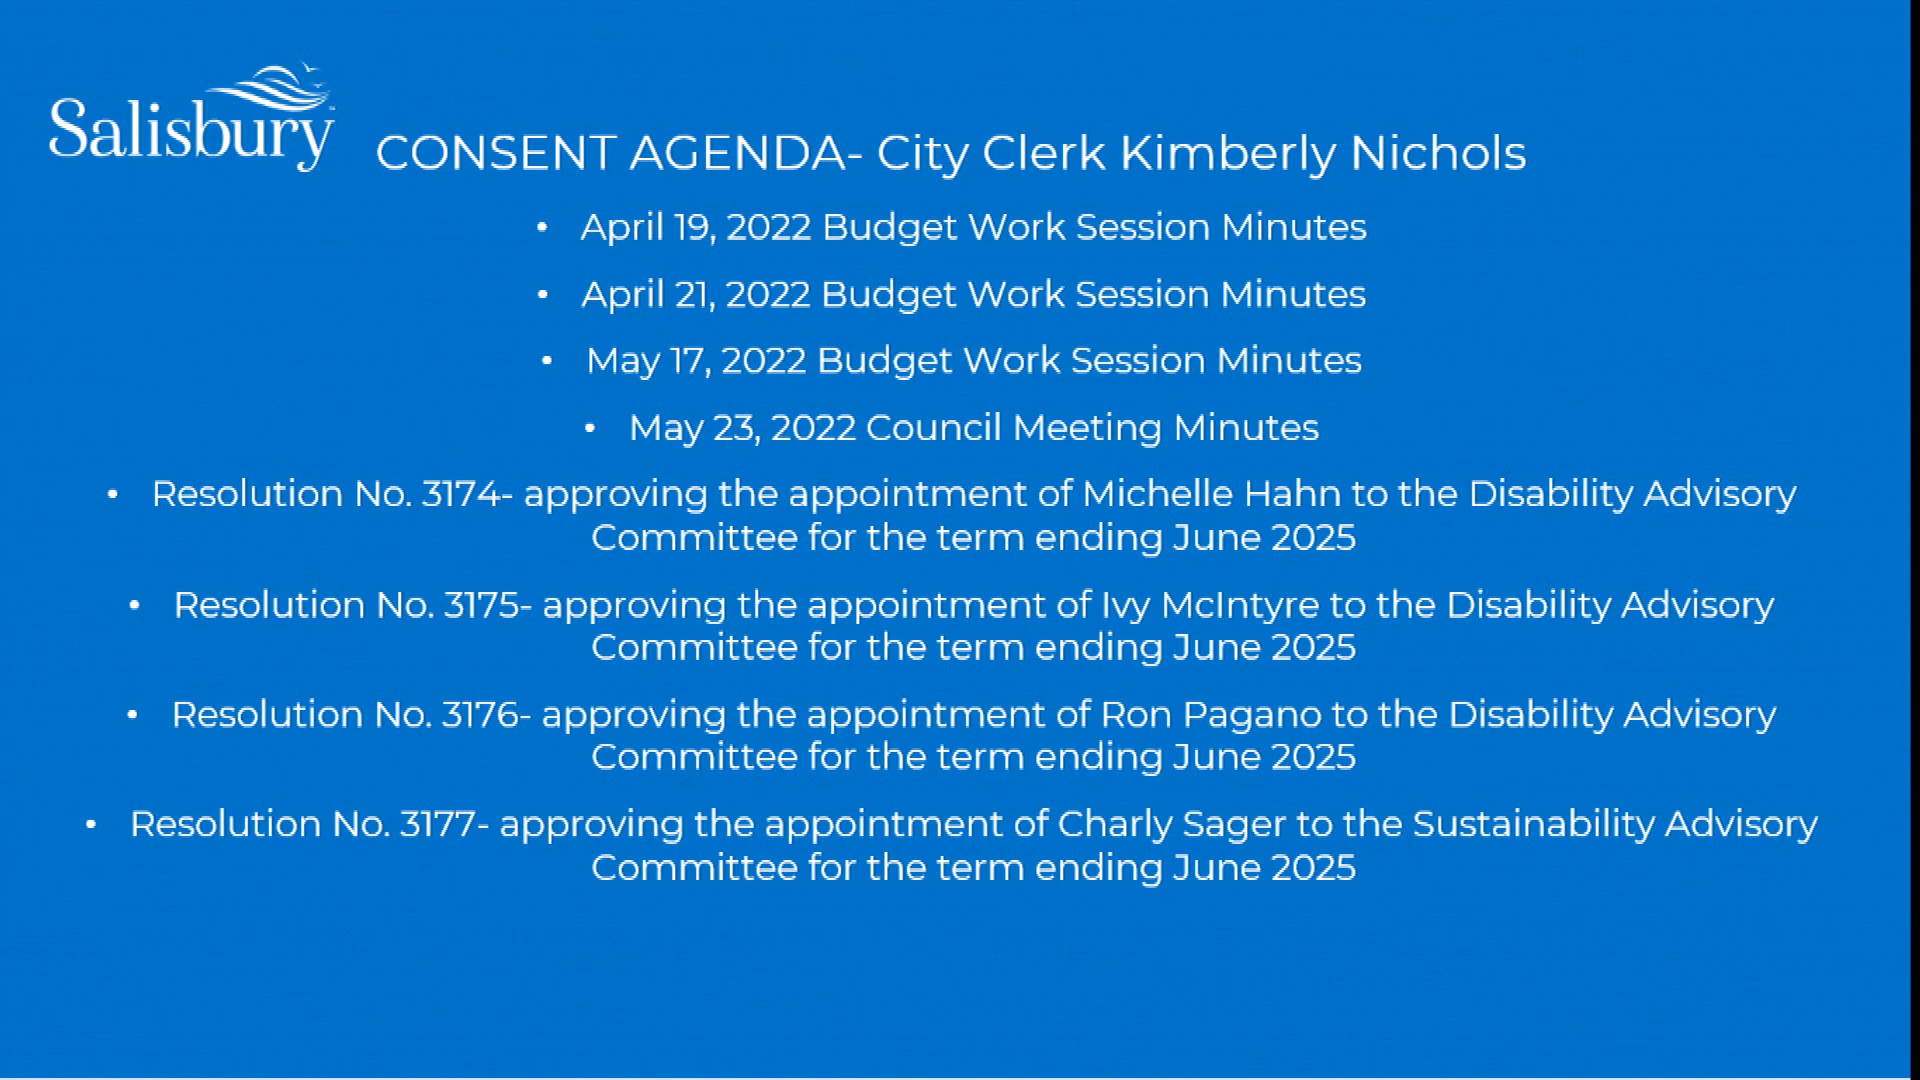 Salisbury
CONSENT AGENDA- City Clerk Kimberly Nichols
• April 19, 2022 Budget Work Session Minutes
• April 21, 2022 Budget Work Session Minutes
• May 17, 2022 Budget Work Session Minutes
• May 23, 2022 Council Meeting Minutes
• Resolution No. 3174- approving the appointment of Michelle Hahn to the Disability Advisory
Committee for the term ending June 2025
• Resolution No. 3175- approving the appointment of Ivy McIntyre to the Disability Advisory
Committee for the term ending June 2025
• Resolution No. 3176- approving the appointment of Ron Pagano to the Disability Advisory
Committee for the term ending June 2025
• Resolution No. 3177- approving the appointment of Charly Sager to the Sustainability Advisory
Committee for the term ending June 2025